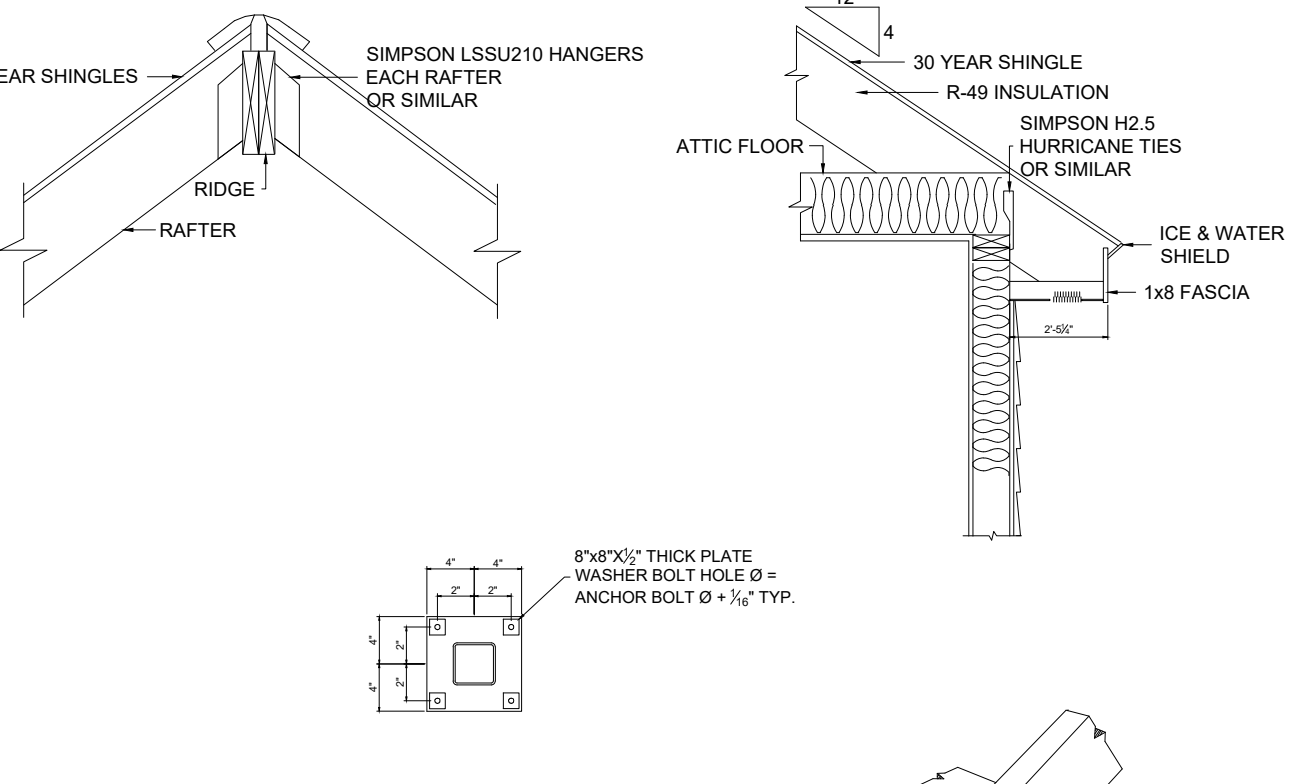 EAR SHINGLES
SIMPSON LSSU210 HANGERS
EACH RAFTER
OR SIMILAR
RIDGE
RAFTER
12
4
30 YEAR SHINGLE
R-49 INSULATION
ATTIC FLOOR
SIMPSON H2.5
HURRICANE TIES
OR SIMILAR
ICE & WATER
SHIELD
1x8 FASCIA
2'-5¼"
8"x8"X½" THICK PLATE
WASHER BOLT HOLE Ø =
ANCHOR BOLT Ø + 1⁄16" TYP.
4" 4"
2" 2"
4"
2"
4"
2"